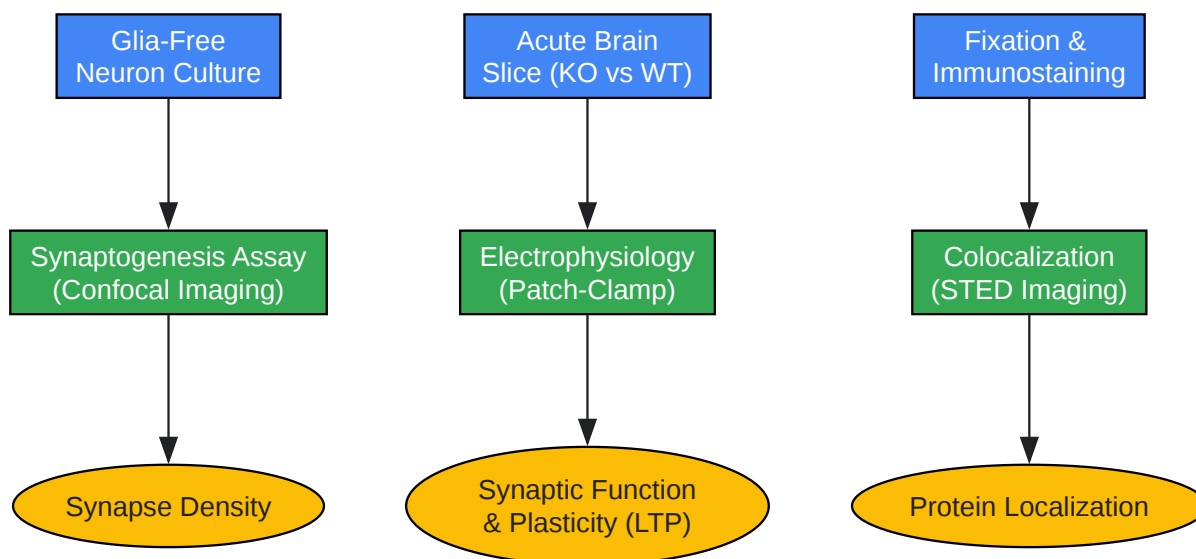 Glia-Free
Neuron Culture
Acute Brain
Slice (KO vs WT)
Fixation &
Immunostaining
Synaptogenesis Assay
(Confocal Imaging)
Electrophysiology
(Patch-Clamp)
Colocalization
(STED Imaging)
Synapse Density
Synaptic Function
& Plasticity (LTP)
Protein Localization